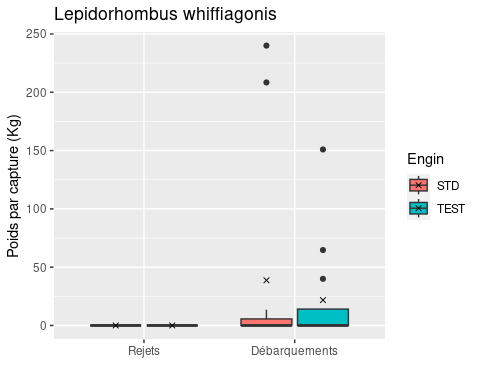 Lepidorhombus whiffiagonis
Poids par capture (Kg)
250
200
150
100
50
0
Rejets
Débarquements
Engin
STD
TEST